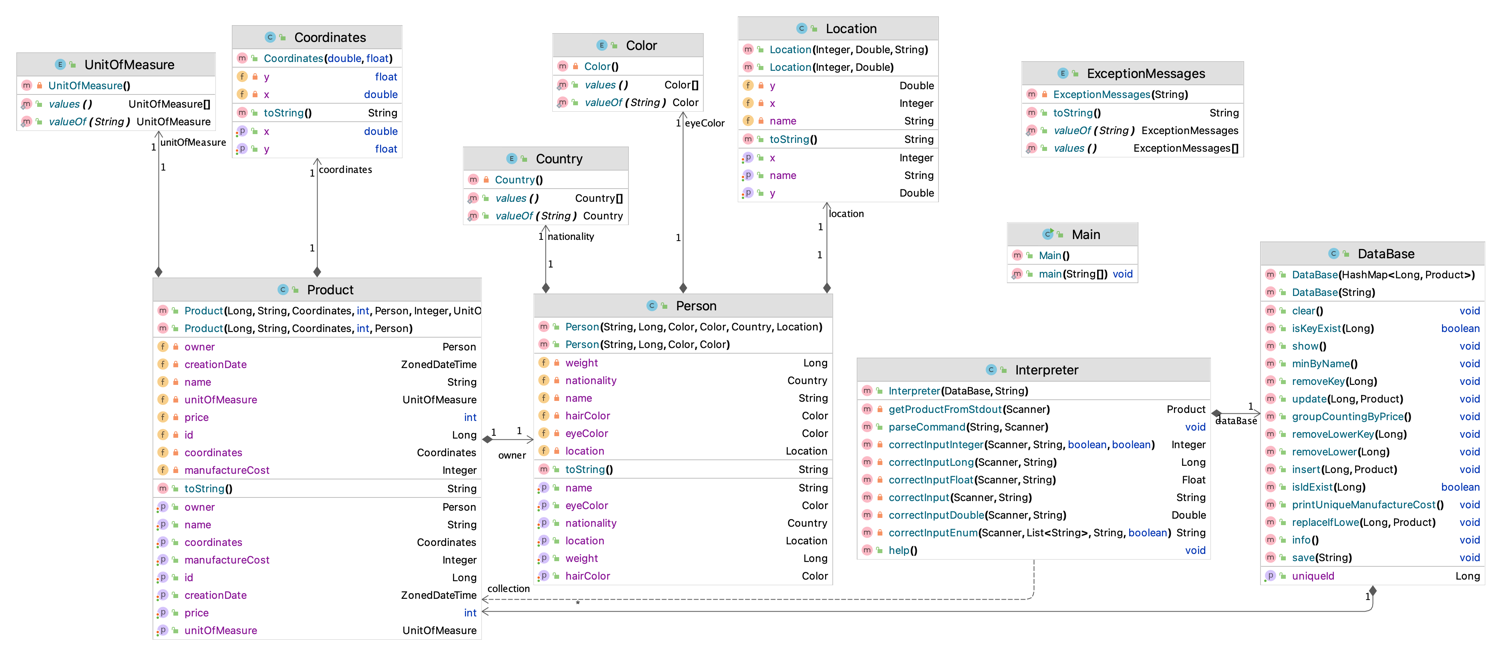 UnitOfMeasure
UnitOfMeasure()
values () UnitOfMeasure[]
valueOf (String) UnitOfMeasure
1 unitOfMeasure
1
Coordinates
Coordinates(double, float)
y float
x double
toString() String
x double
y float
1 coordinates
1
Color
Color()
values () Color[]
valueOf (String) Color
1 eyeColor
1
Country
Country()
values () Country[]
valueOf (String) Country
1 nationality
1
Location
Location(Integer, Double, String)
Location(Integer, Double)
y Double
x Integer
name String
toString() String
x Integer
name String
y Double
location
1
1
ExceptionMessages
ExceptionMessages(String)
toString() String
valueOf (String) ExceptionMessages
values () ExceptionMessages[]
Main
Main()
main(String[]) void
Product
Product(Long, String, Coordinates, int, Person, Integer, UnitO
Product(Long, String, Coordinates, int, Person)
owner Person
creationDate ZonedDateTime
name String
unitOfMeasure UnitOfMeasure
price int
id Long
coordinates Coordinates
manufactureCost Integer
toString() String
owner Person
name String
coordinates Coordinates
manufactureCost Integer
id Long
creationDate ZonedDateTime
price int
unitOfMeasure UnitOfMeasure
1 1
owner
Person
Person(String, Long, Color, Color, Country, Location)
Person(String, Long, Color, Color)
weight Long
nationality Country
name String
hairColor Color
eyeColor Color
location Location
toString() String
name String
eyeColor Color
nationality Country
location Location
weight Long
hairColor Color
collection
*
Interpreter
Interpreter(DataBase, String)
getProductFromStdout(Scanner) Product
parseCommand(String, Scanner) void
correctInputInteger(Scanner, String, boolean, boolean) Integer
correctInputLong(Scanner, String) Long
correctInputFloat(Scanner, String) Float
correctInput(Scanner, String) String
correctInputDouble(Scanner, String) Double
correctInputEnum(Scanner, List<String>, String, boolean) String
help() void
1
dataBase
DataBase
DataBase(HashMap<Long, Product>)
DataBase(String)
clear() void
isKeyExist(Long) boolean
show() void
minByName() void
removeKey(Long) void
update(Long, Product) void
groupCountingByPrice() void
removeLowerKey(Long) void
removeLower(Long) void
insert(Long, Product) void
isIdExist(Long) boolean
printUniqueManufactureCost() void
replaceIfLowe(Long, Product) void
info() void
save(String) void
uniqueId Long
1